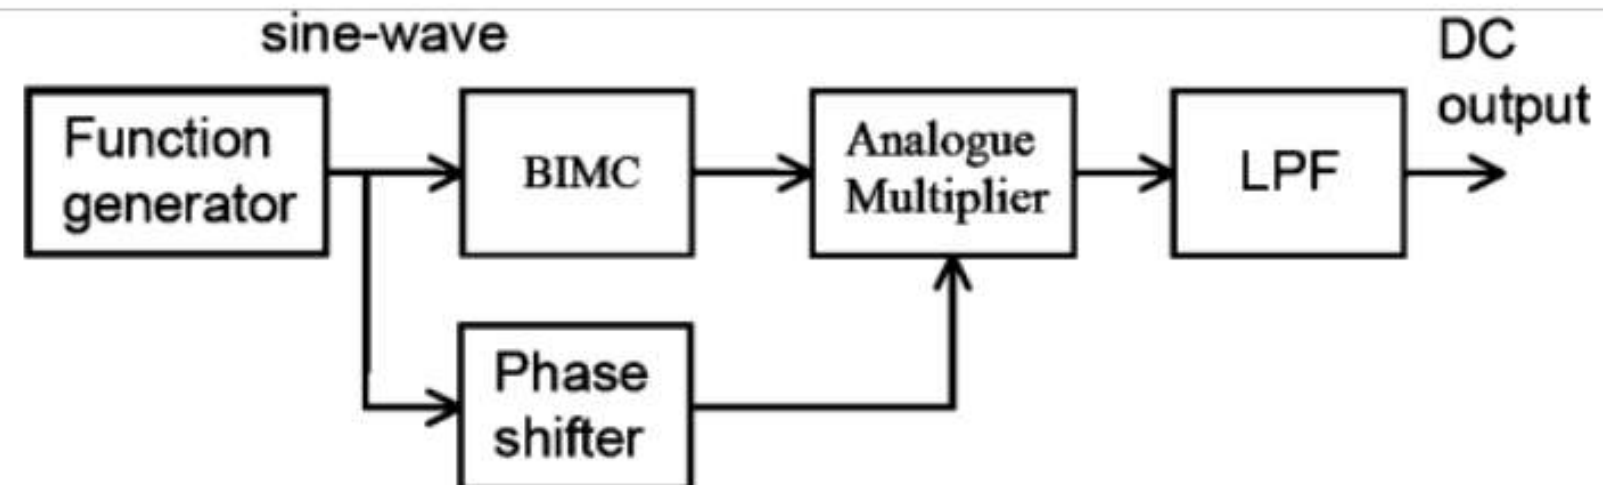 sine-wave
DC
output
Function
generator
BIMC
Analogue
Multiplier
LPF
Phase
shifter